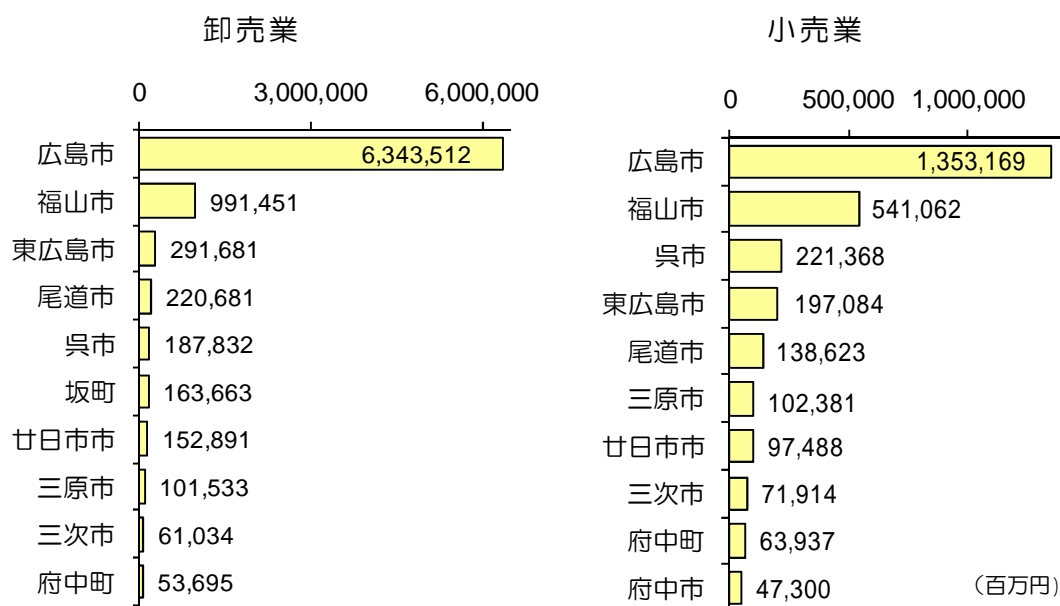 卸売業
0 3,000,000 6,000,000
広島市 6,343,512
福山市 991,451
東広島市 291,681
尾道市 220,681
呉市 187,832
坂町 163,663
廿日市市 152,891
三原市 101,533
三次市 61,034
府中町 53,695
小売業
0 500,000 1,000,000
広島市 1,353,169
福山市 541,062
呉市 221,368
東広島市 197,084
尾道市 138,623
三原市 102,381
廿日市市 97,488
三次市 71,914
府中町 63,937
府中市 47,300
（百万円）